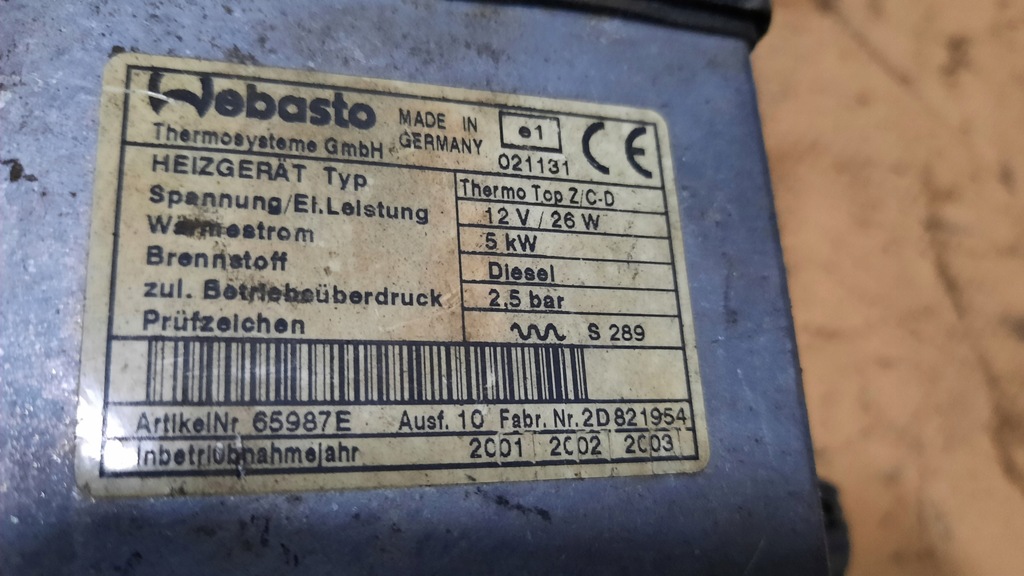 Webasto
Thermosysteme GmbH
MADE IN
GERMANY
e1
021131
CE
HEIZGERÄT Typ Thermo Top Z/C-D
Spannung/El.Leistung 12 V / 26 W
Wärmestrom 5 kW
Brennstoff Diesel
zul. Betriebsüberdruck 2,5 bar
Prüfzeichen S 289
ArtikelNr 65987E Ausf. 10 Fabr. Nr. 2D821954
Inbetriebnahmejahr 2001 2002 2003